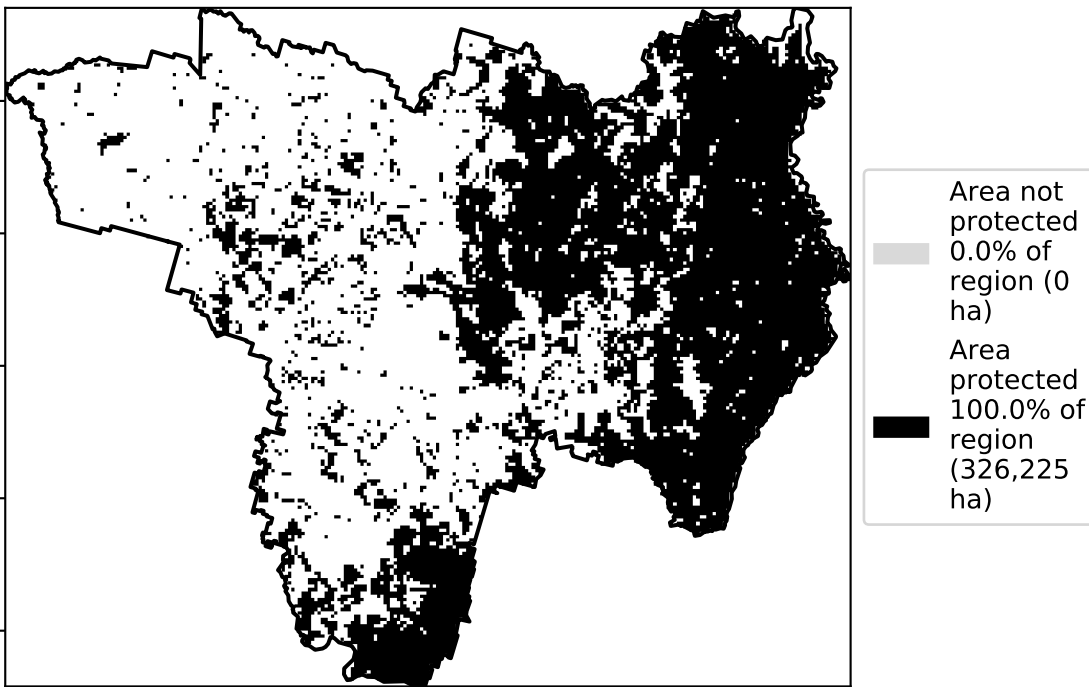 Area not
protected
0.0% of
region (0
ha)
Area
protected
100.0% of
region
(326,225
ha)